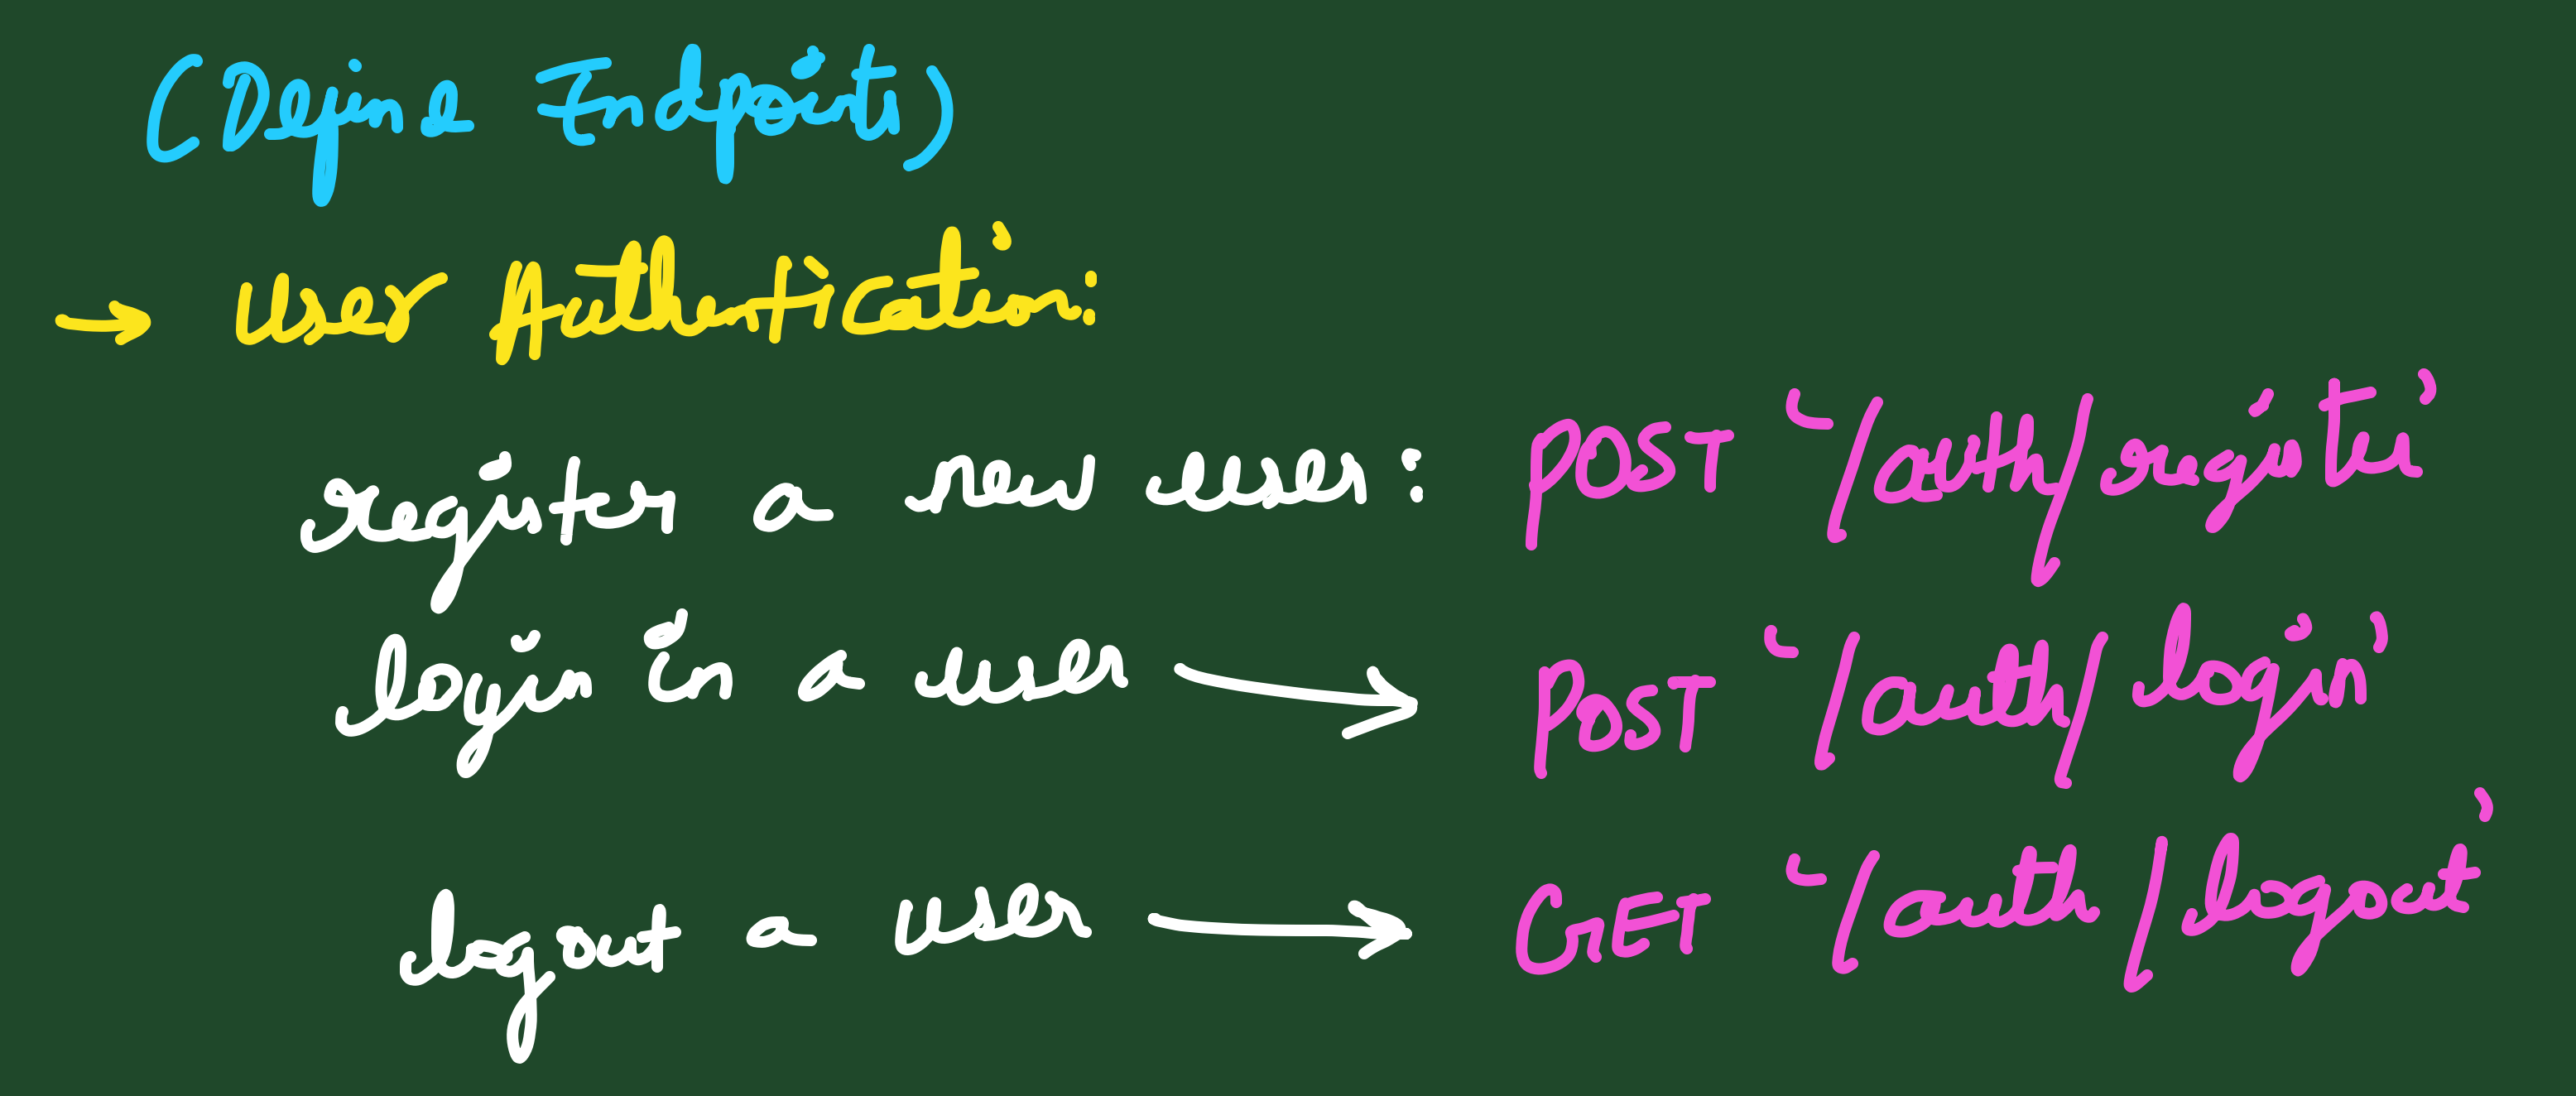 (Define Endpoints)
→ User Authentication:
register a new user: POST '/auth/register'
login in a user → POST '/auth/login'
logout a user → GET '/auth/logout'